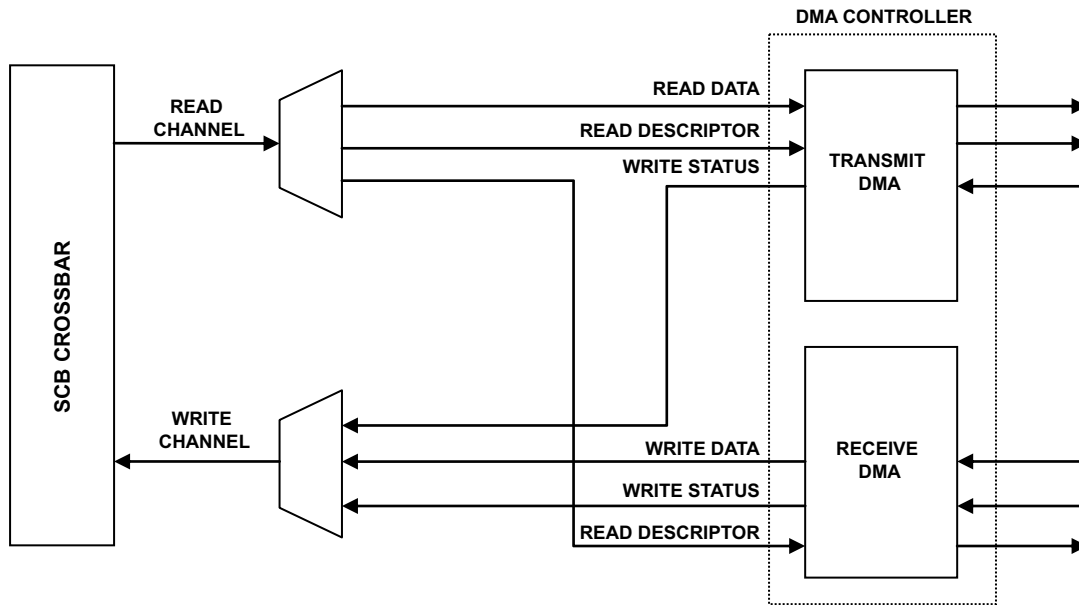 DMA CONTROLLER
READ DATA
READ
CHANNEL
READ DESCRIPTOR
WRITE STATUS
TRANSMIT
DMA
SCB CROSSBAR
WRITE
CHANNEL
WRITE DATA
RECEIVE
DMA
WRITE STATUS
READ DESCRIPTOR